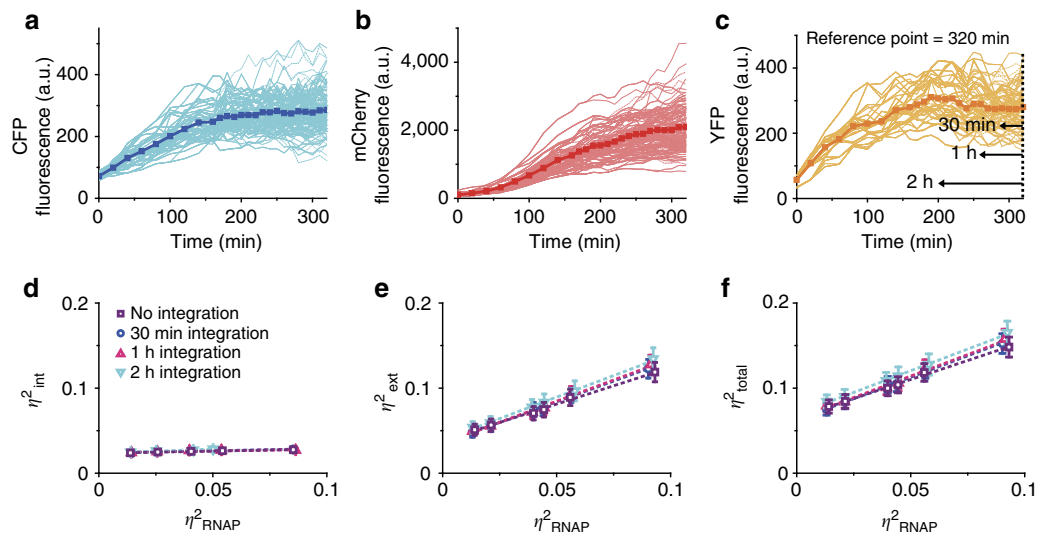 a
CFP
fluorescence (a.u.)
400
200
0
0 100 200 300
Time (min)
b
mCherry
fluorescence (a.u.)
4,000
2,000
0
0 100 200 300
Time (min)
c
YFP
fluorescence (a.u.)
Reference point = 320 min
400
200
0
30 min
1 h
2 h
0 100 200 300
Time (min)
d
η²int
0.2
0.1
0
No integration
30 min integration
1 h integration
2 h integration
0 0.05 0.1
η²RNAP
e
η²ext
0.2
0.1
0
0 0.05 0.1
η²RNAP
f
η²total
0.2
0.1
0
0 0.05 0.1
η²RNAP